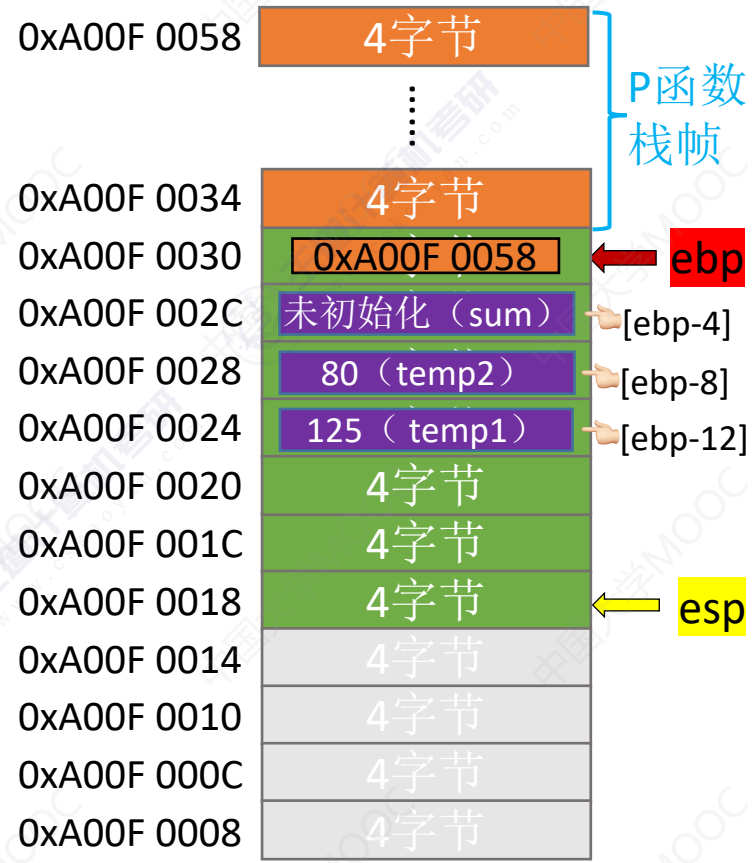 0xA00F 0058 4字节
P函数
栈帧
0xA00F 0034 4字节
0xA00F 0030 0xA00F 0058 ebp
0xA00F 002C 未初始化（sum） [ebp-4]
0xA00F 0028 80（temp2） [ebp-8]
0xA00F 0024 125（ temp1） [ebp-12]
0xA00F 0020 4字节
0xA00F 001C 4字节
0xA00F 0018 4字节 esp
0xA00F 0014 4字节
0xA00F 0010 4字节
0xA00F 000C 4字节
0xA00F 0008 4字节